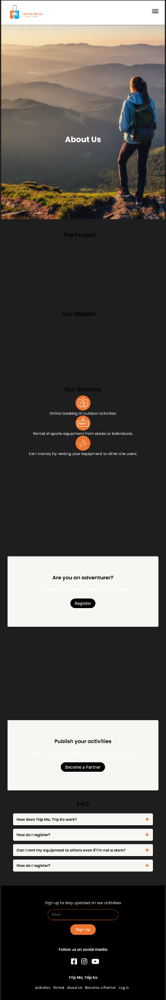 TRIP MO, TRIP KO
Tour & Travel
About Us
The Project
Our Mission
Our Services
Online booking of outdoor activities.
RENT
Rental of sports equipment from stores or individuals.
Earn money by renting your equipment to other site users.
Are you an adventurer?
Register
Publish your activities
Become a Partner
FAQ
How does Trip Mo, Trip Ko work?
How do I register?
Can I rent my equipment to others even if I'm not a store?
How do I register?
Sign up to stay updated on our activities
Email
Sign Up
Follow us on social media
Trip Mo, Trip Ko
Activities Rental About Us Become a Partner Log In